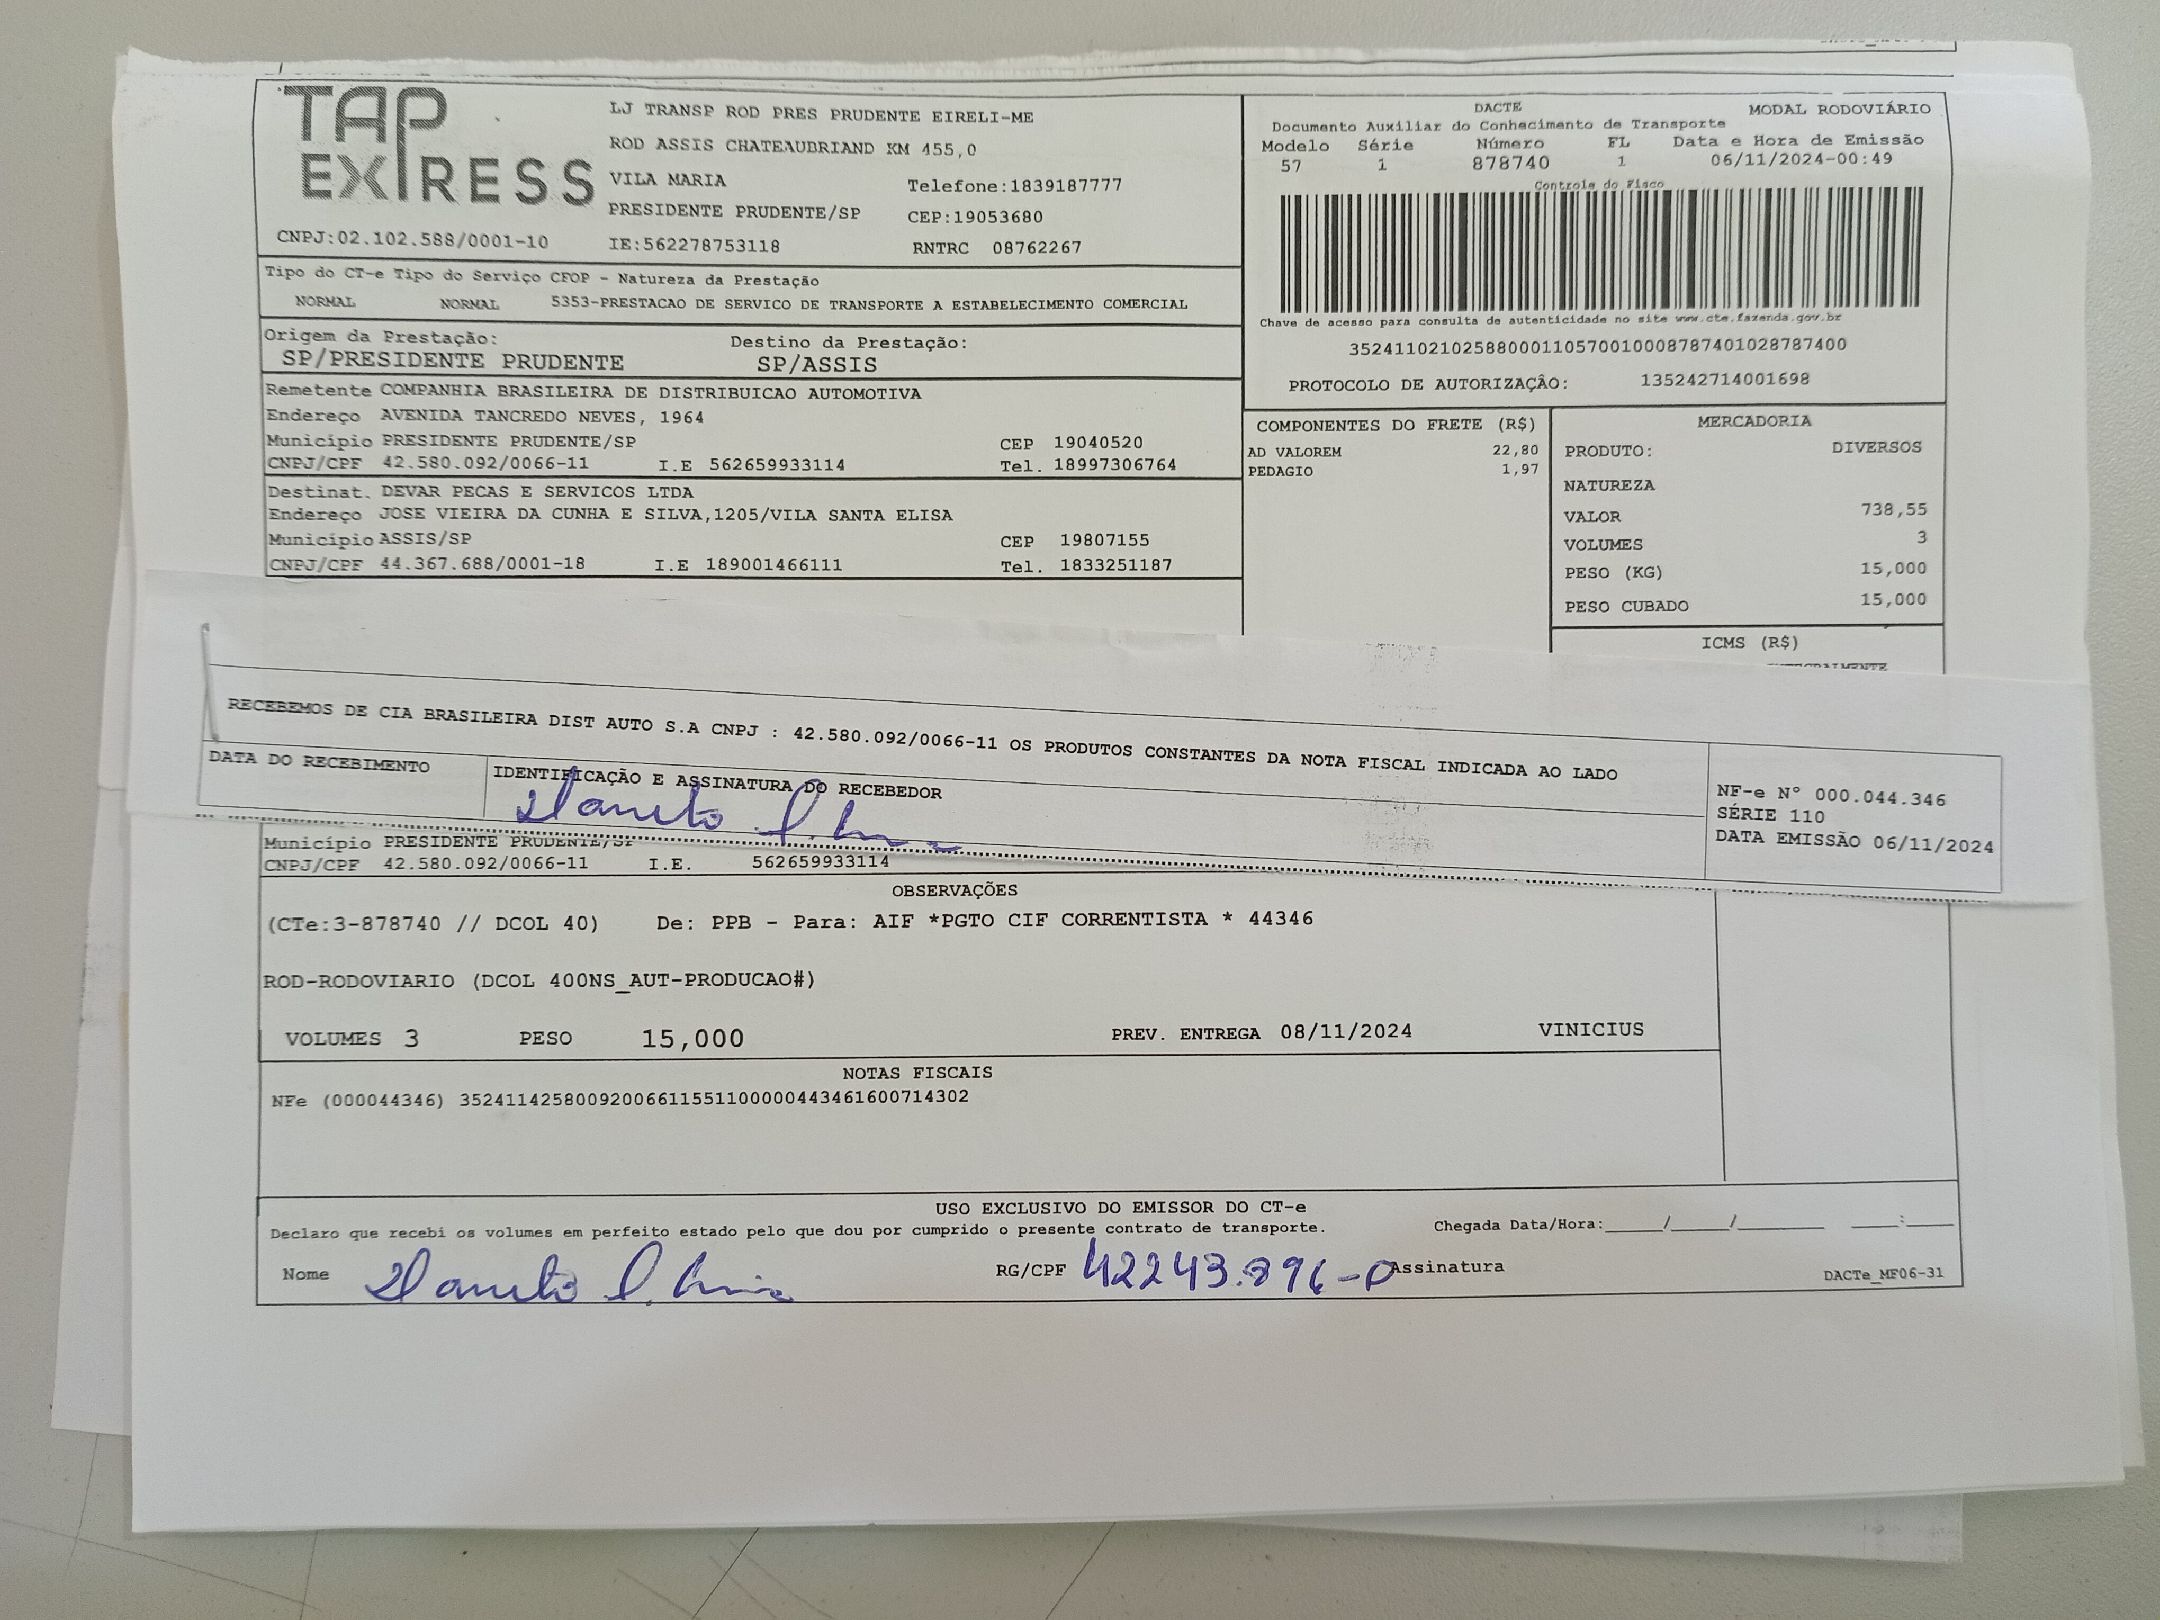 TAP
EXPRESS
LJ TRANSP ROD PRES PRUDENTE EIRELI-ME
ROD ASSIS CHATEAUBRIAND KM 455,0
VILA MARIA Telefone:1839187777
PRESIDENTE PRUDENTE/SP CEP:19053680
CNPJ:02.102.588/0001-10 IE:562278753118 RNTRC 08762267
DACTE MODAL RODOVIÁRIO
Documento Auxiliar do Conhecimento de Transporte
Modelo Série Número FL Data e Hora de Emissão
57 1 878740 1 06/11/2024-00:49
Controle do Fisco
Chave de acesso para consulta de autenticidade no site www.cte.fazenda.gov.br
35241102102588000110570010008787401028787400
PROTOCOLO DE AUTORIZAÇÃO: 135242714001698
Tipo do CT-e Tipo do Serviço CFOP - Natureza da Prestação
NORMAL NORMAL 5353-PRESTACAO DE SERVICO DE TRANSPORTE A ESTABELECIMENTO COMERCIAL
Origem da Prestação: Destino da Prestação:
SP/PRESIDENTE PRUDENTE SP/ASSIS
Remetente COMPANHIA BRASILEIRA DE DISTRIBUICAO AUTOMOTIVA
Endereço AVENIDA TANCREDO NEVES, 1964
Município PRESIDENTE PRUDENTE/SP CEP 19040520
CNPJ/CPF 42.580.092/0066-11 I.E 562659933114 Tel. 18997306764
Destinat. DEVAR PECAS E SERVICOS LTDA
Endereço JOSE VIEIRA DA CUNHA E SILVA,1205/VILA SANTA ELISA
Município ASSIS/SP CEP 19807155
CNPJ/CPF 44.367.688/0001-18 I.E 189001466111 Tel. 1833251187
COMPONENTES DO FRETE (R$)
AD VALOREM 22,80
PEDAGIO 1,97
MERCADORIA
PRODUTO: DIVERSOS
NATUREZA
VALOR 738,55
VOLUMES 3
PESO (KG) 15,000
PESO CUBADO 15,000
ICMS (R$)
RECEBEMOS DE CIA BRASILEIRA DIST AUTO S.A CNPJ : 42.580.092/0066-11 OS PRODUTOS CONSTANTES DA NOTA FISCAL INDICADA AO LADO
DATA DO RECEBIMENTO IDENTIFICAÇÃO E ASSINATURA DO RECEBEDOR
NF-e N° 000.044.346
SÉRIE 110
DATA EMISSÃO 06/11/2024
Município PRESIDENTE PRUDENTE/SP
CNPJ/CPF 42.580.092/0066-11 I.E. 562659933114
OBSERVAÇÕES
(CTe:3-878740 // DCOL 40) De: PPB - Para: AIF *PGTO CIF CORRENTISTA * 44346
ROD-RODOVIARIO (DCOL 400NS_AUT-PRODUCAO#)
VOLUMES 3 PESO 15,000 PREV. ENTREGA 08/11/2024 VINICIUS
NOTAS FISCAIS
NFe (000044346) 35241142580092006611551100000443461600714302
USO EXCLUSIVO DO EMISSOR DO CT-e
Declaro que recebi os volumes em perfeito estado pelo que dou por cumprido o presente contrato de transporte. Chegada Data/Hora:____/____/______ ___:___
Nome RG/CPF 42243.896-0 Assinatura
DACTe_MF06-31